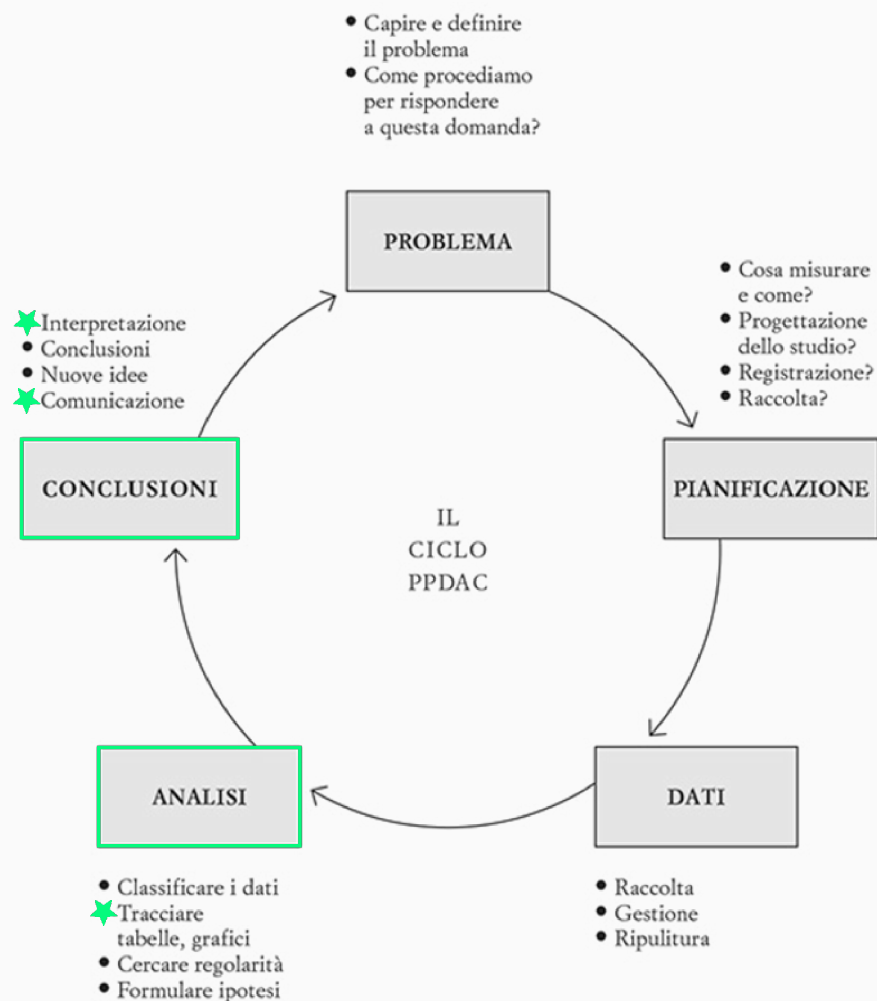 • Capire e definire
il problema
• Come procediamo
per rispondere
a questa domanda?
PROBLEMA
• Cosa misurare
e come?
• Progettazione
dello studio?
• Registrazione?
• Raccolta?
PIANIFICAZIONE
Interpretazione
• Conclusioni
• Nuove idee
Comunicazione
CONCLUSIONI
IL
CICLO
PPDAC
ANALISI
• Classificare i dati
Tracciare
tabelle, grafici
• Cercare regolarità
• Formulare ipotesi
DATI
• Raccolta
• Gestione
• Ripulitura